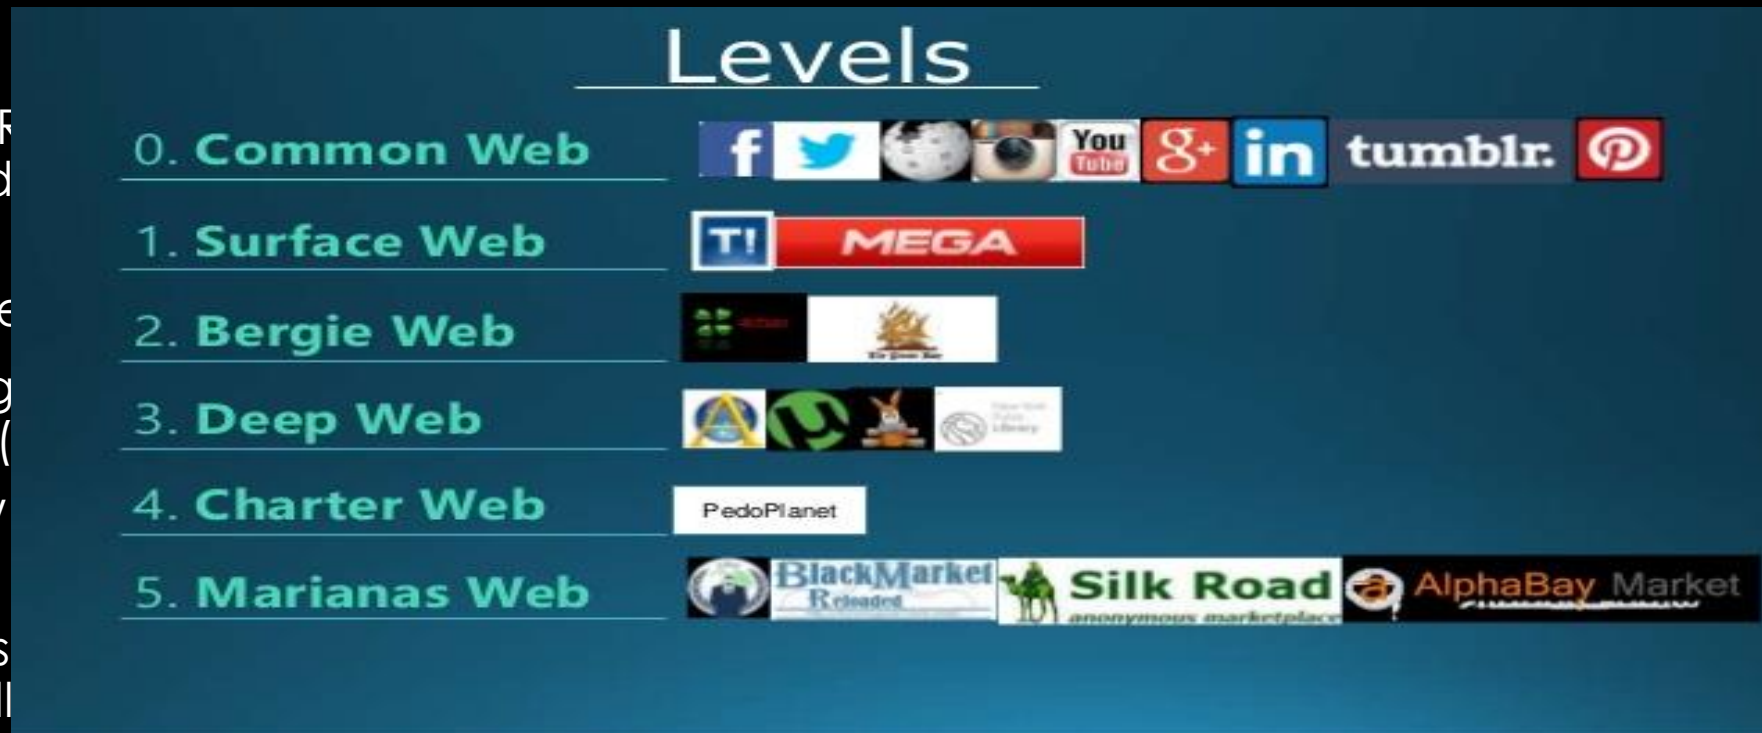 Levels
0. Common Web f You Tube g+ in tumblr.
1. Surface Web T! MEGA
2. Bergie Web
3. Deep Web A µ Library
4. Charter Web PedoPlanet
5. Marianas Web BlackMarket Reloaded Silk Road anonymous marketplace a AlphaBay Market